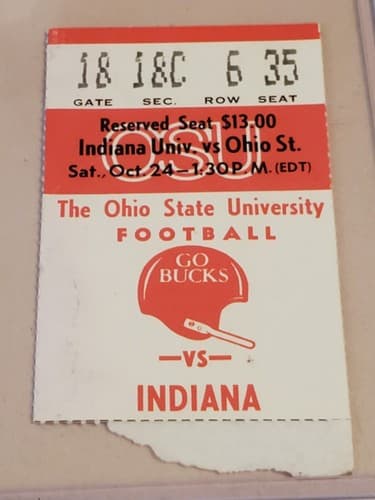 18 18C 6 35
GATE SEC. ROW SEAT
OSU
Reserved Seat $13.00
Indiana Univ. vs Ohio St.
Sat., Oct. 24—1:30 P.M. (EDT)
The Ohio State University
FOOTBALL
GO
BUCKS
—VS—
INDIANA